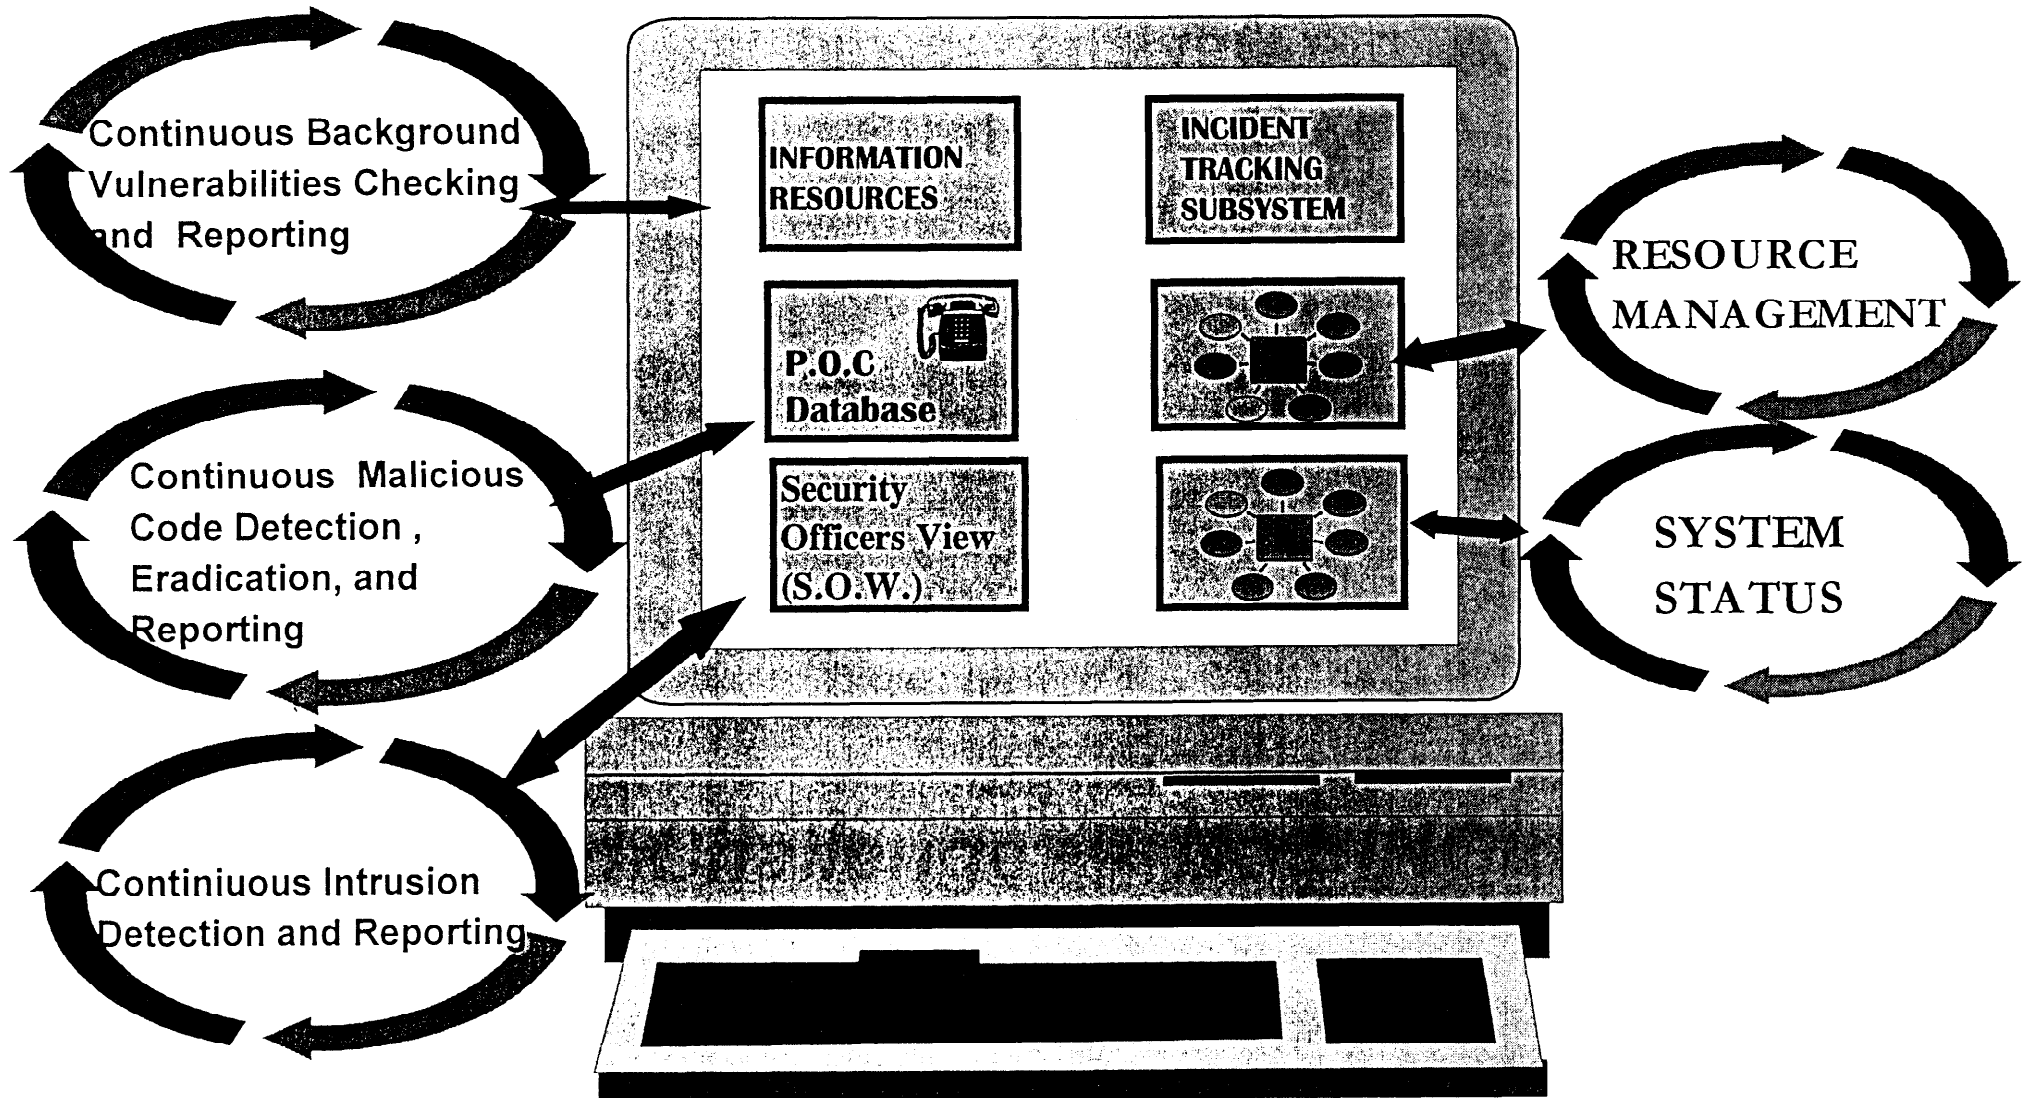 Continuous Background
Vulnerabilities Checking
and Reporting
Continuous Malicious
Code Detection ,
Eradication, and
Reporting
Continiuous Intrusion
Detection and Reporting
INFORMATION
RESOURCES
P.O.C
Database
Security
Officers View
(S.O.W.)
INCIDENT
TRACKING
SUBSYSTEM
RESOURCE
MANAGEMENT
SYSTEM
STATUS